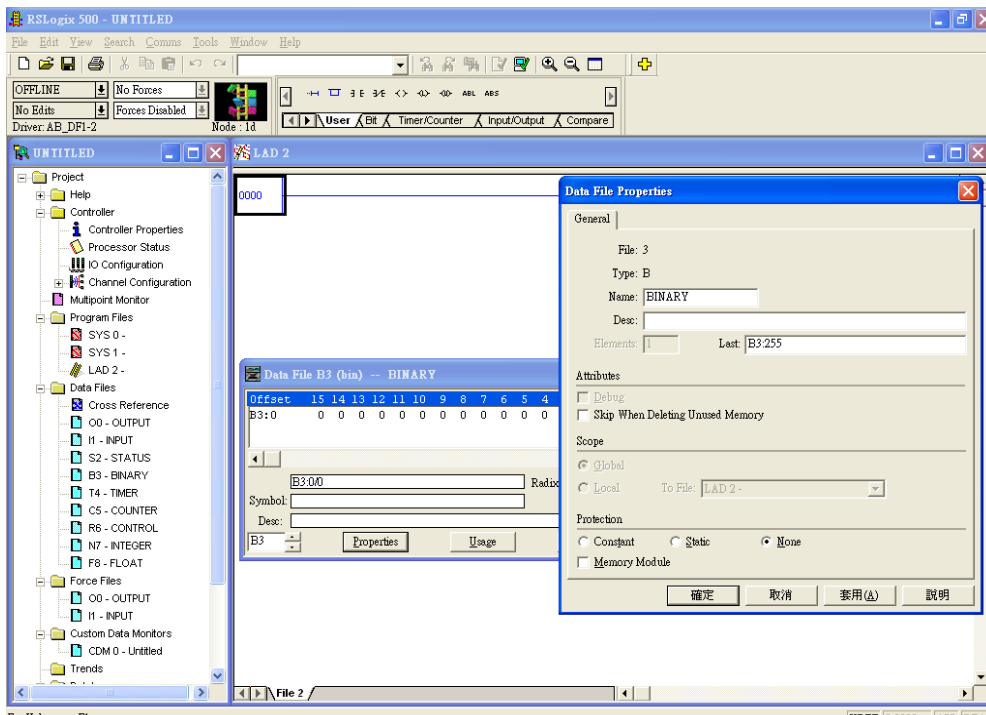 RSLogix 500 - UNTITLED
File Edit View Search Comms Tools Window Help
OFFLINE No Forces
No Edits Forces Disabled
Driver: AB_DF1-2 Node : 1d
ABL ABS
User Bit Timer/Counter Input/Output Compare
UNTITLED
Project
Help
Controller
Controller Properties
Processor Status
IO Configuration
Channel Configuration
Multipoint Monitor
Program Files
SYS 0 -
SYS 1 -
LAD 2 -
Data Files
Cross Reference
O0 - OUTPUT
I1 - INPUT
S2 - STATUS
B3 - BINARY
T4 - TIMER
C5 - COUNTER
R6 - CONTROL
N7 - INTEGER
F8 - FLOAT
Force Files
O0 - OUTPUT
I1 - INPUT
Custom Data Monitors
CDM 0 - Untitled
Trends
LAD 2
0000
Data File B3 (bin) -- BINARY
Offset 15 14 13 12 11 10 9 8 7 6 5 4
B3:0 0 0 0 0 0 0 0 0 0 0 0 0
B3:0/0 Radix
Symbol:
Desc:
B3 Properties Usage
File 2
Data File Properties
General
File: 3
Type: B
Name: BINARY
Desc:
Elements: 1 Last: B3:255
Attributes
Debug
Skip When Deleting Unused Memory
Scope
Global
Local To File: LAD 2 -
Protection
Constant Static None
Memory Module
確定 取消 套用(A) 說明